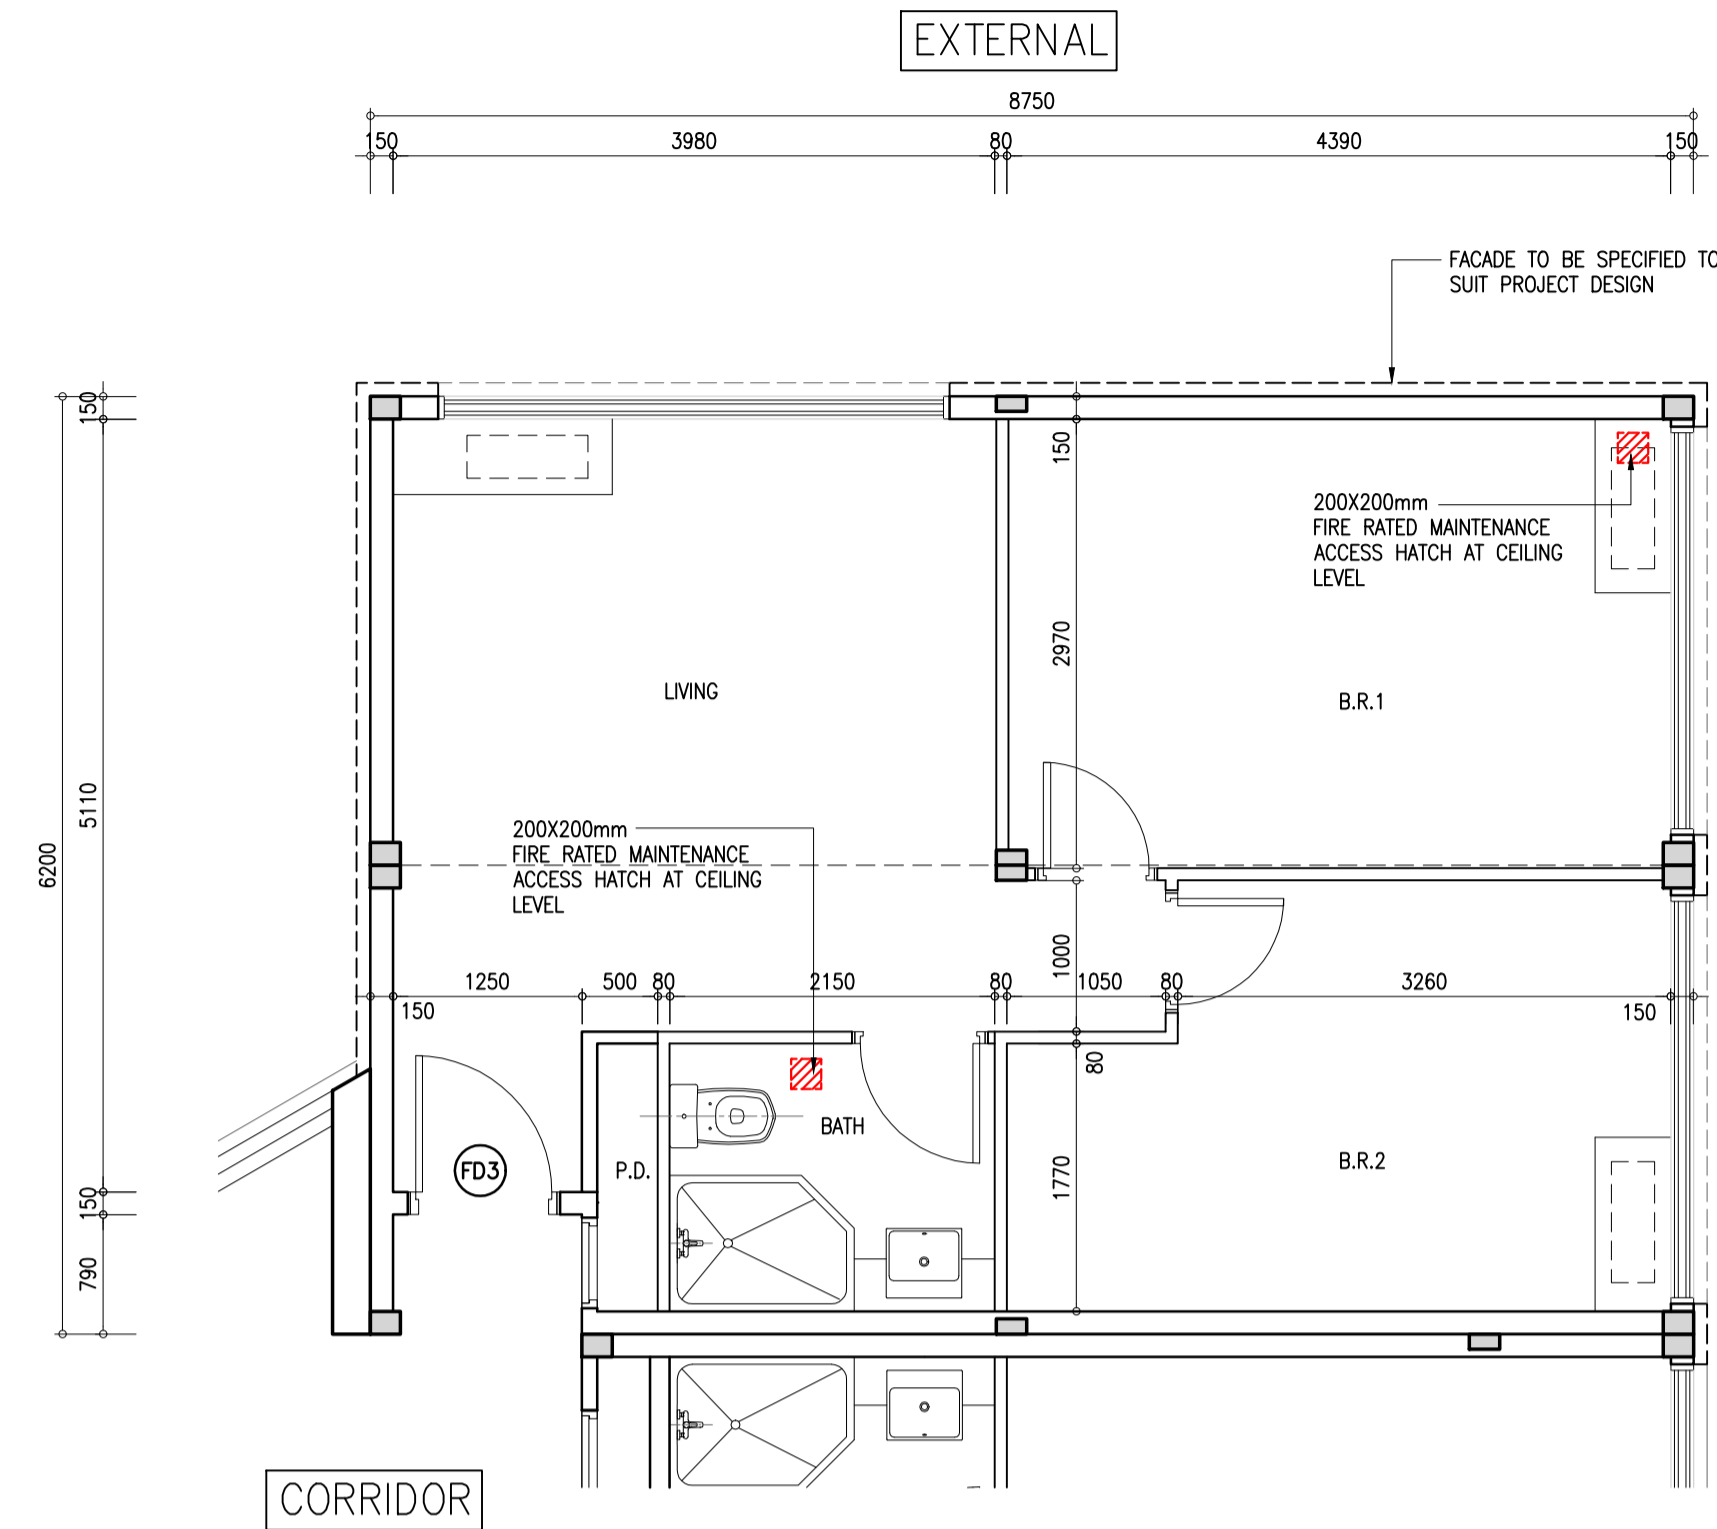 EXTERNAL
8750
150 3980 80 4390 150
FACADE TO BE SPECIFIED TO
SUIT PROJECT DESIGN
150
150
200X200mm
FIRE RATED MAINTENANCE
ACCESS HATCH AT CEILING
LEVEL
2970
LIVING
B.R.1
5110
6200
200X200mm
FIRE RATED MAINTENANCE
ACCESS HATCH AT CEILING
LEVEL
1000
1250 500 80 2150 80 1050 80 3260
150
150
80
BATH
FD3
P.D.
B.R.2
1770
150
790
CORRIDOR